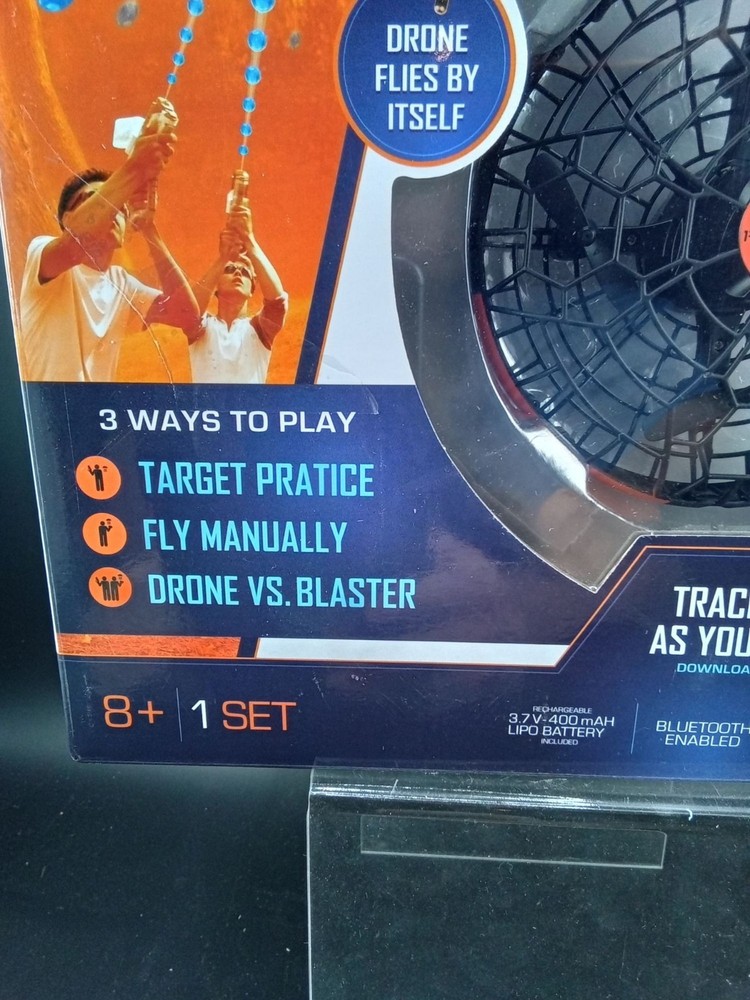 DRONE
FLIES BY
ITSELF
3 WAYS TO PLAY
TARGET PRATICE
FLY MANUALLY
DRONE VS. BLASTER
TRAC
AS YOU
DOWNLOA
8+ 1 SET
RECHARGEABLE
3.7V-400 mAH
LIPO BATTERY
INCLUDED
BLUETOOTH
ENABLED